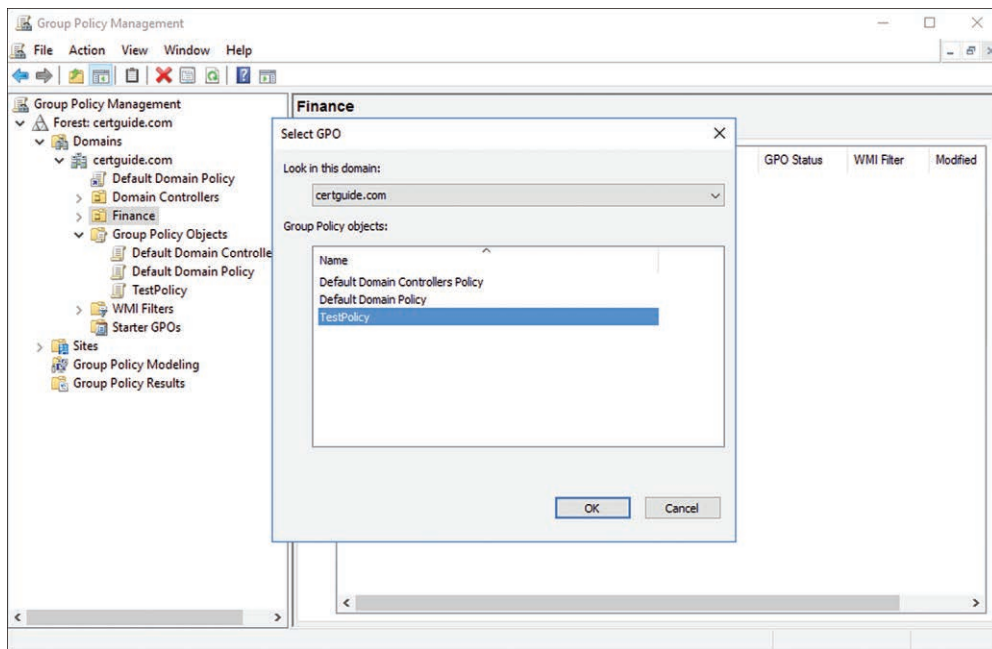 Group Policy Management
File Action View Window Help
Group Policy Management
Forest: certguide.com
Domains
certguide.com
Default Domain Policy
Domain Controllers
Finance
Group Policy Objects
Default Domain Controlle
Default Domain Policy
TestPolicy
WMI Filters
Starter GPOs
Sites
Group Policy Modeling
Group Policy Results
Finance
GPO Status WMI Filter Modified
Select GPO
Look in this domain:
certguide.com
Group Policy objects:
Name
Default Domain Controllers Policy
Default Domain Policy
TestPolicy
OK Cancel